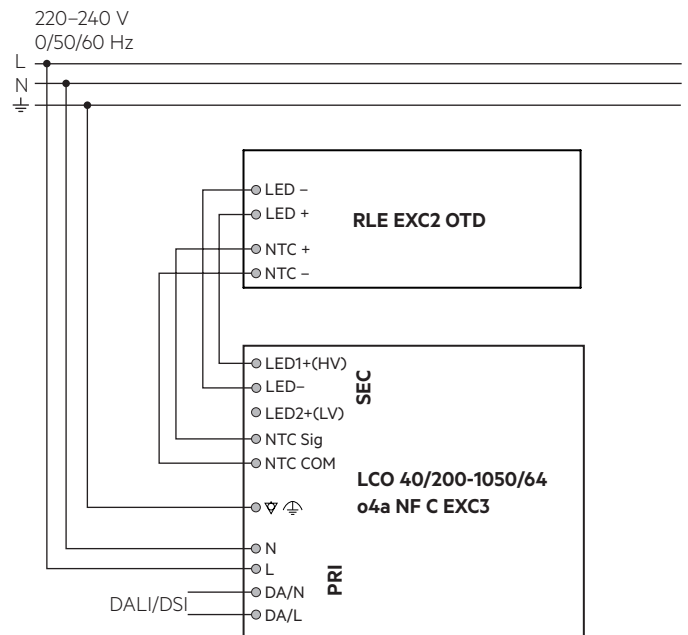 220–240 V
0/50/60 Hz
L
N
LED –
LED +
RLE EXC2 OTD
NTC +
NTC –
LED1+(HV)
SEC
LED–
LED2+(LV)
NTC Sig
NTC COM
LCO 40/200-1050/64
o4a NF C EXC3
N
L
PRI
DALI/DSI
DA/N
DA/L